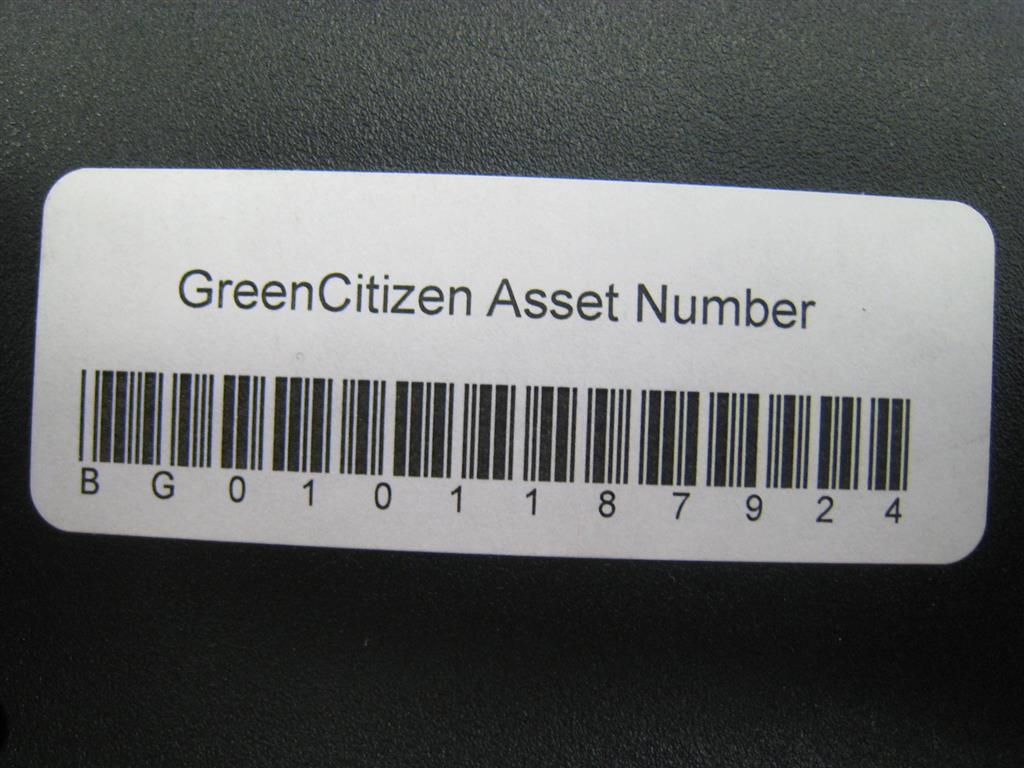 GreenCitizen Asset Number
B G 0 1 0 1 1 8 7 9 2 4